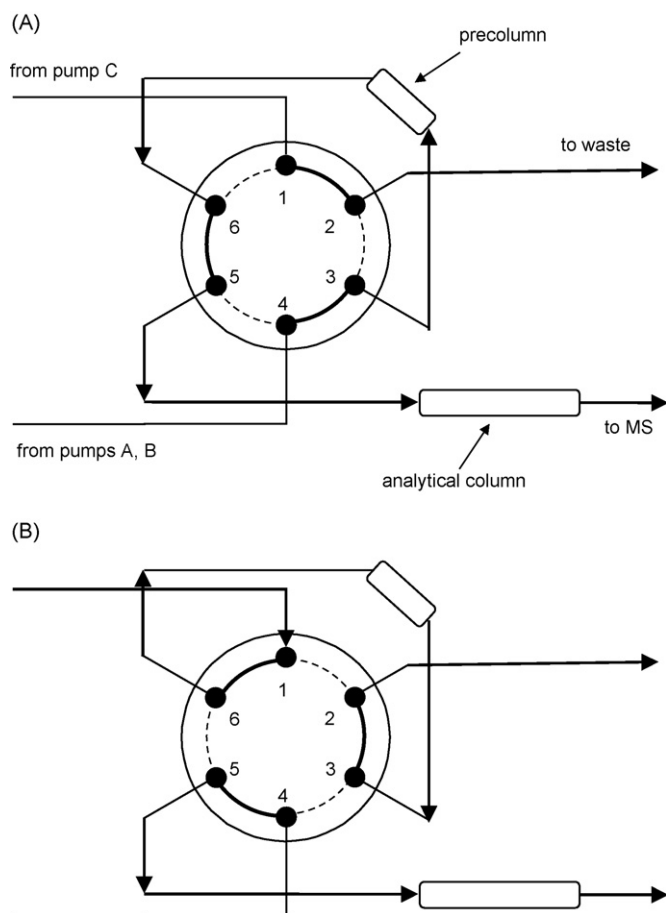 (A)
precolumn
from pump C
to waste
1
6
2
5
3
4
to MS
from pumps A, B
analytical column
(B)
1
6
2
5
3
4